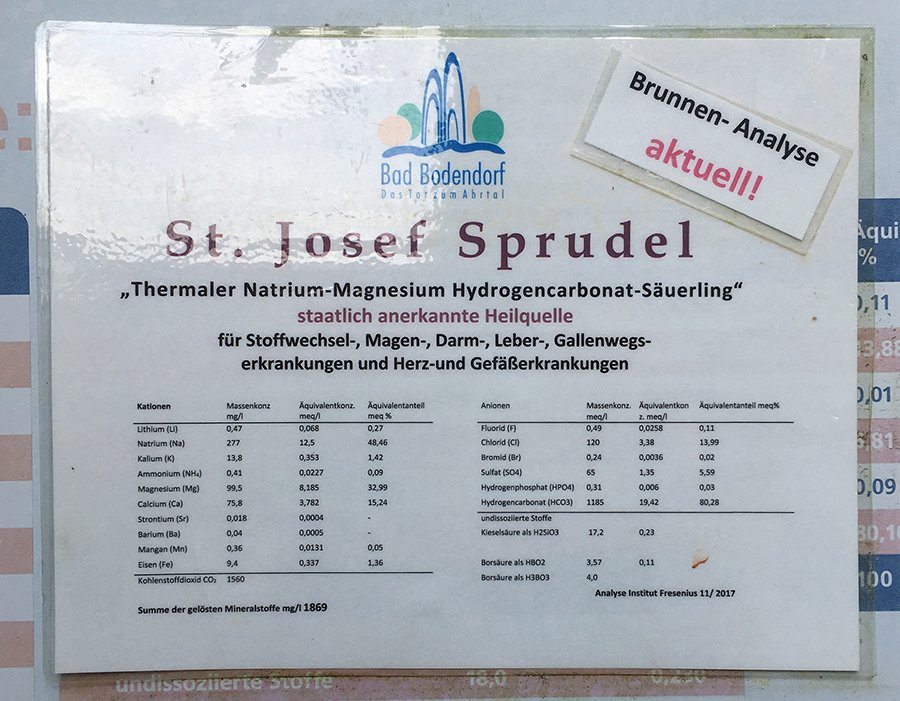 Brunnen- Analyse
aktuell!
Bad Bodendorf
Das Tor zum Ahrtal
St. Josef Sprudel
„Thermaler Natrium-Magnesium Hydrogencarbonat-Säuerling“
staatlich anerkannte Heilquelle
für Stoffwechsel-, Magen-, Darm-, Leber-, Gallenwegs-
erkrankungen und Herz-und Gefäßerkrankungen
Kationen Massenkonz mg/l Äquivalentkonz. meq/l Äquivalentanteil meq %
Lithium (Li) 0,47 0,068 0,27
Natrium (Na) 277 12,5 48,46
Kalium (K) 13,8 0,353 1,42
Ammonium (NH₄) 0,41 0,0227 0,09
Magnesium (Mg) 99,5 8,185 32,99
Calcium (Ca) 75,8 3,782 15,24
Strontium (Sr) 0,018 0,0004 -
Barium (Ba) 0,04 0,0005 -
Mangan (Mn) 0,36 0,0131 0,05
Eisen (Fe) 9,4 0,337 1,36
Kohlenstoffdioxid CO₂ 1560
Summe der gelösten Mineralstoffe mg/l 1869
Anionen Massenkonz. meq/l Äquivalentkon z. meq/l Äquivalentanteil meq%
Fluorid (F) 0,49 0,0258 0,11
Chlorid (Cl) 120 3,38 13,99
Bromid (Br) 0,24 0,0036 0,02
Sulfat (SO4) 65 1,35 5,59
Hydrogenphosphat (HPO4) 0,31 0,006 0,03
Hydrogencarbonat (HCO3) 1185 19,42 80,28
undissoziierte Stoffe
Kieselsäure als H2SiO3 17,2 0,23
Borsäure als HBO2 3,57 0,11
Borsäure als H3BO3 4,0
Analyse Institut Fresenius 11/ 2017
Äqui
%
0,11
3,88
0,01
0,09
80,16
100
undissoziierte Stoffe 18,0 0,230